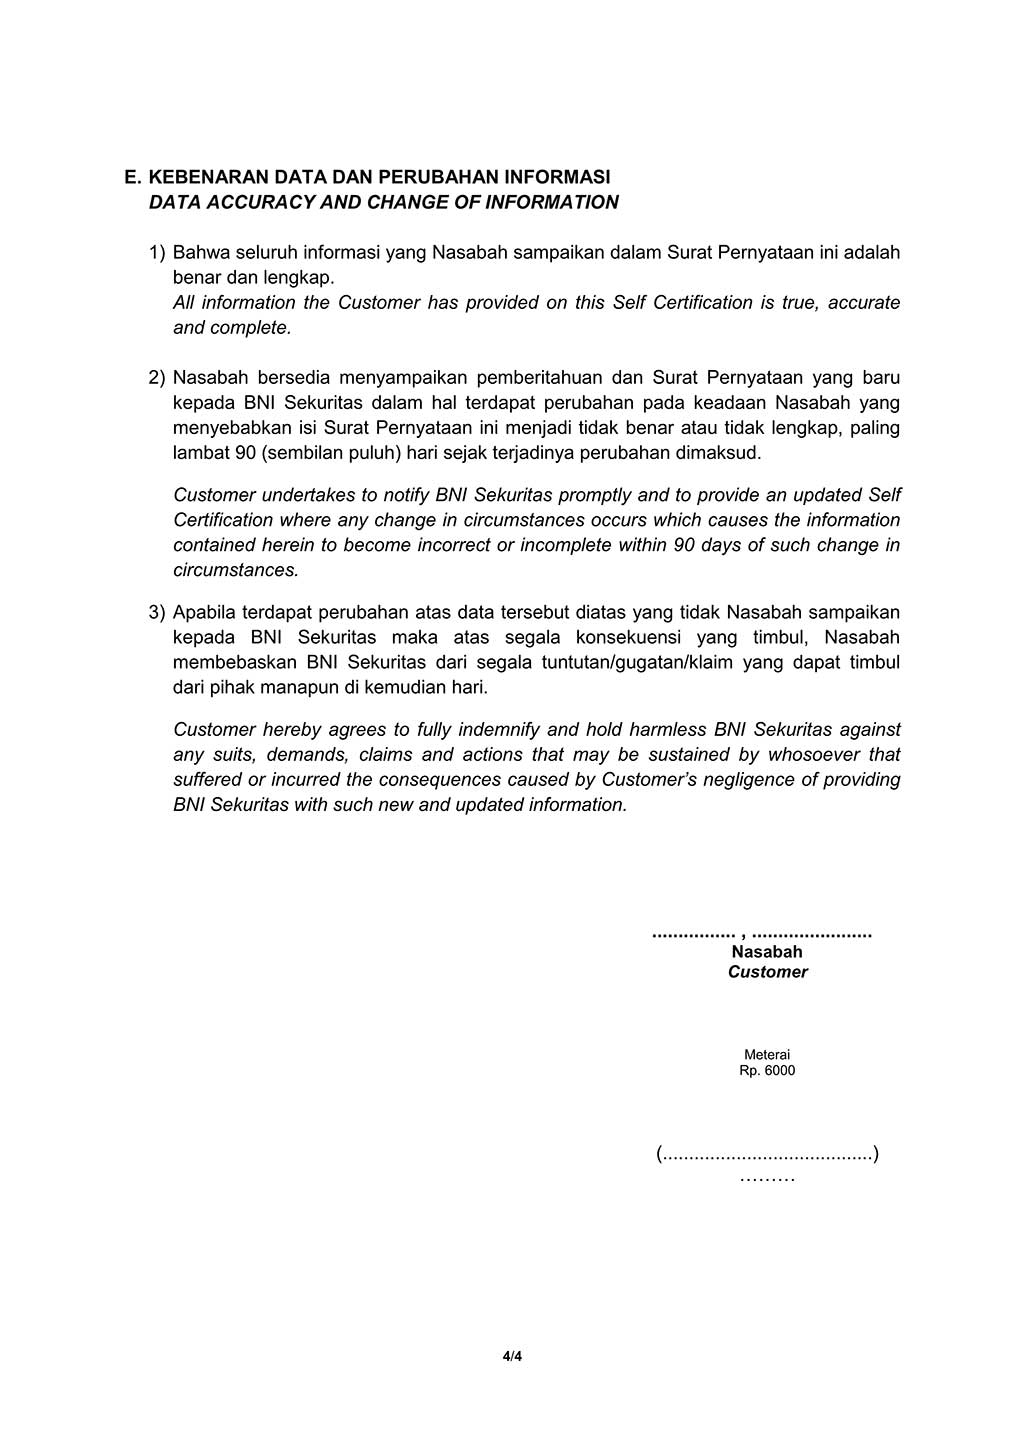 E. KEBENARAN DATA DAN PERUBAHAN INFORMASI
DATA ACCURACY AND CHANGE OF INFORMATION
1) Bahwa seluruh informasi yang Nasabah sampaikan dalam Surat Pernyataan ini adalah
benar dan lengkap.
All information the Customer has provided on this Self Certification is true, accurate
and complete.
2) Nasabah bersedia menyampaikan pemberitahuan dan Surat Pernyataan yang baru
kepada BNI Sekuritas dalam hal terdapat perubahan pada keadaan Nasabah yang
menyebabkan isi Surat Pernyataan ini menjadi tidak benar atau tidak lengkap, paling
lambat 90 (sembilan puluh) hari sejak terjadinya perubahan dimaksud.
Customer undertakes to notify BNI Sekuritas promptly and to provide an updated Self
Certification where any change in circumstances occurs which causes the information
contained herein to become incorrect or incomplete within 90 days of such change in
circumstances.
3) Apabila terdapat perubahan atas data tersebut diatas yang tidak Nasabah sampaikan
kepada BNI Sekuritas maka atas segala konsekuensi yang timbul, Nasabah
membebaskan BNI Sekuritas dari segala tuntutan/gugatan/klaim yang dapat timbul
dari pihak manapun di kemudian hari.
Customer hereby agrees to fully indemnify and hold harmless BNI Sekuritas against
any suits, demands, claims and actions that may be sustained by whosoever that
suffered or incurred the consequences caused by Customer’s negligence of providing
BNI Sekuritas with such new and updated information.
................ , .......................
Nasabah
Customer
Meterai
Rp. 6000
(........................................)
………
4/4